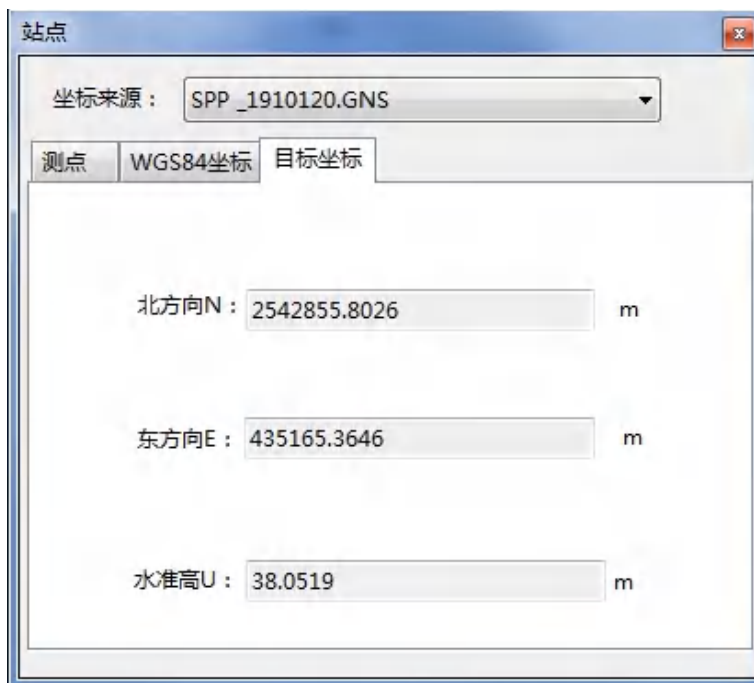 站点
坐标来源： SPP _1910120.GNS
测点 WGS84坐标 目标坐标
北方向N： 2542855.8026 m
东方向E： 435165.3646 m
水准高U： 38.0519 m